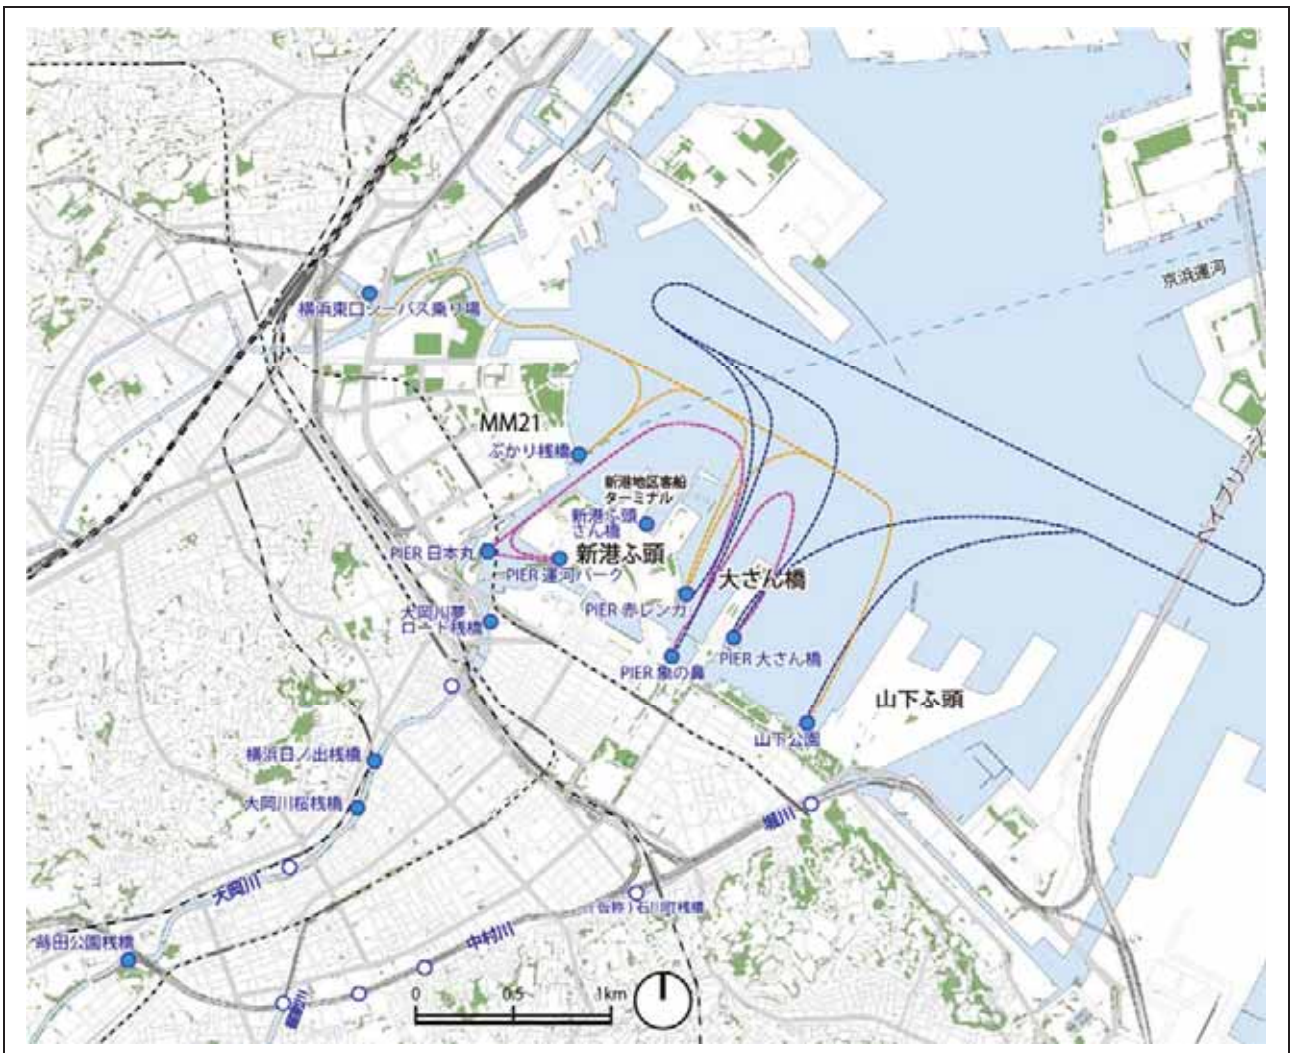 京浜運河
横浜東口シーバス乗り場
MM21
ぷかり桟橋
ベイブリッジ
新港地区客船
ターミナル
新港ふ頭
さん橋
PIER 日本丸
新港ふ頭
PIER 運河パーク
大さん橋
PIER 赤レンガ
大岡川夢
ロード桟橋
PIER 大さん橋
PIER 象の鼻
山下ふ頭
山下公園
横浜日ノ出桟橋
大岡川桜桟橋
堀川
大岡川
(仮称)石川町桟橋
中村川
蒔田公園桟橋
0 0.5 1km